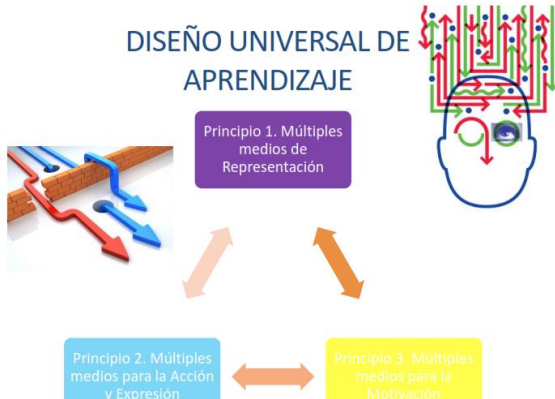 DISEÑO UNIVERSAL DE
APRENDIZAJE
Principio 1. Múltiples
medios de
Representación
Principio 2. Múltiples
medios para la Acción
y Expresión
Principio 3. Múltiples
medios para la
Motivación